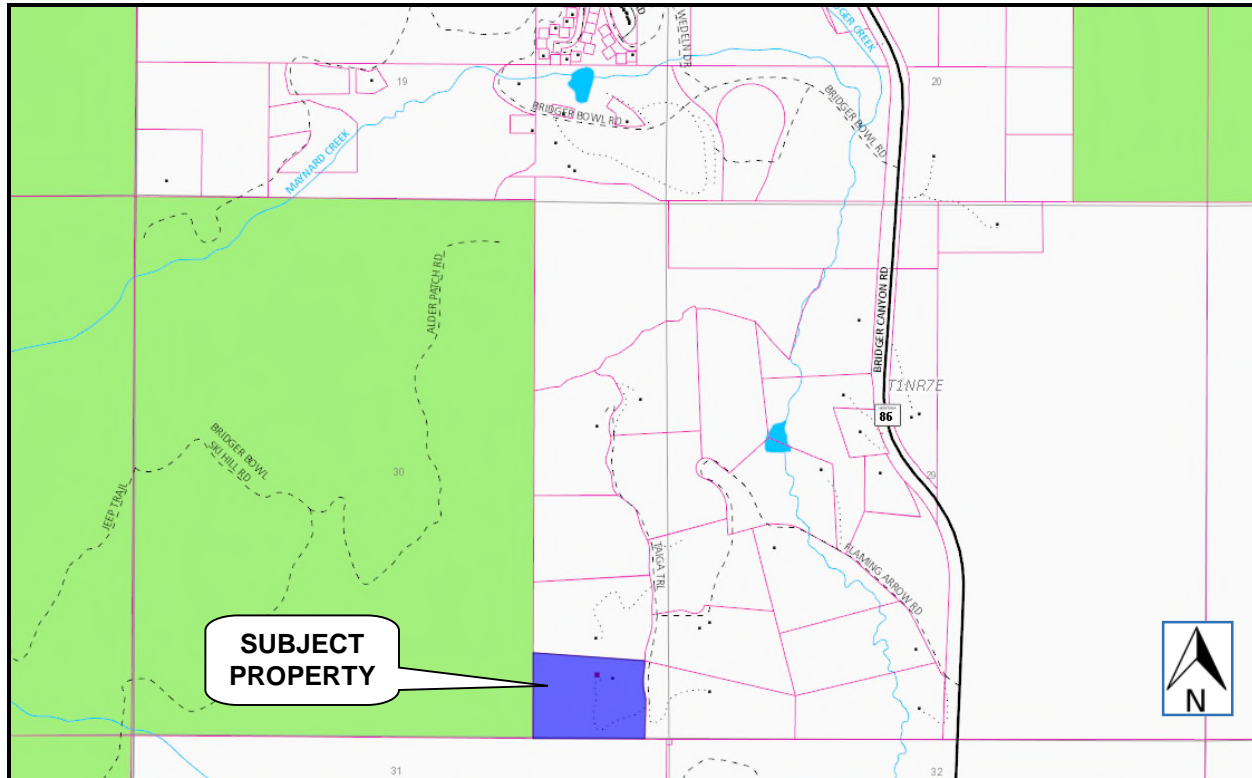 WEDELN DR
GER CREEK
19
20
BRIDGER BOWL RD
BRIDGER BOWL RD
MAYNARD CREEK
ALDER PATCH RD
BRIDGER CANYON RD
T1NR7E
86
BRIDGER BOWL
SKI HILL RD
30
29
JEEP TRAIL
TAIGA TRL
FLAMING ARROW RD
SUBJECT
PROPERTY
N
31
32